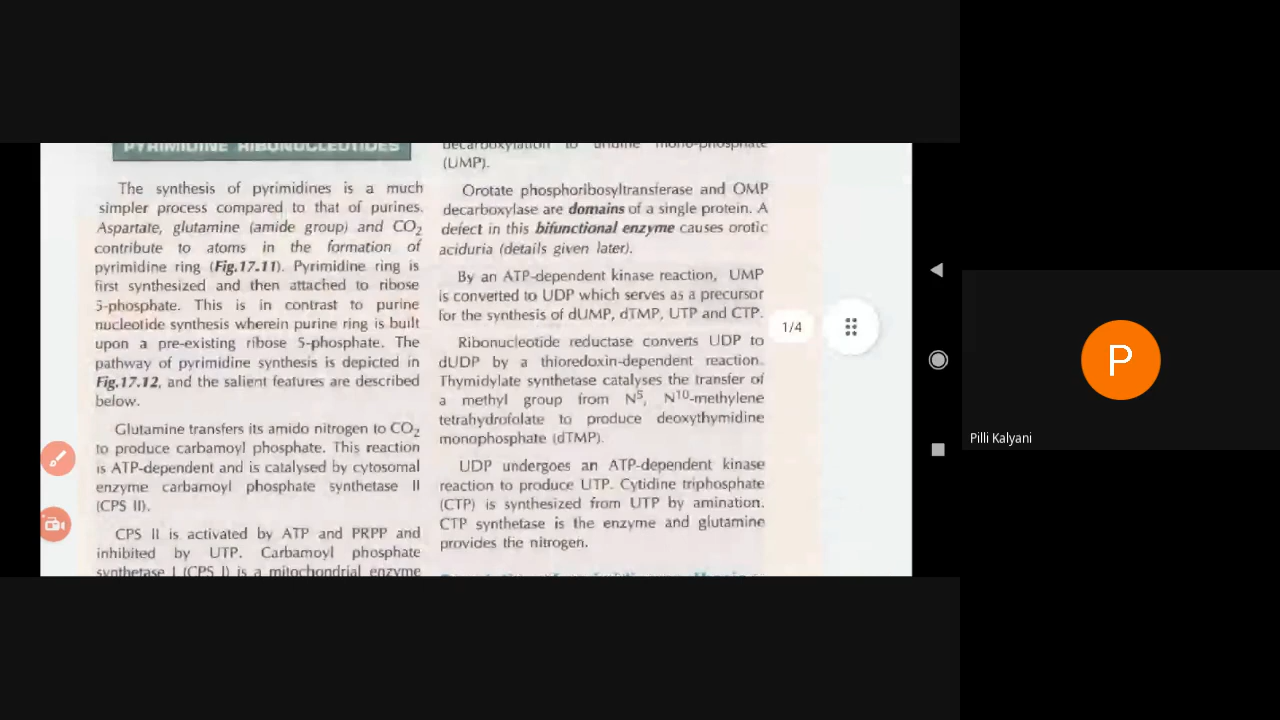 PYRIMIDINE RIBONUCLEOTIDES
The synthesis of pyrimidines is a much
simpler process compared to that of purines.
Aspartate, glutamine (amide group) and CO2
contribute to atoms in the formation of
pyrimidine ring (Fig.17.11). Pyrimidine ring is
first synthesized and then attached to ribose
5-phosphate. This is in contrast to purine
nucleotide synthesis wherein purine ring is built
upon a pre-existing ribose 5-phosphate. The
pathway of pyrimidine synthesis is depicted in
Fig.17.12, and the salient features are described
below.
Glutamine transfers its amido nitrogen to CO2
to produce carbamoyl phosphate. This reaction
is ATP-dependent and is catalysed by cytosomal
enzyme carbamoyl phosphate synthetase II
(CPS II).
CPS II is activated by ATP and PRPP and
inhibited by UTP. Carbamoyl phosphate
synthetase I (CPS I) is a mitochondrial enzyme
decarboxylation to uridine mono-phosphate
(UMP).
Orotate phosphoribosyltransferase and OMP
decarboxylase are domains of a single protein. A
defect in this bifunctional enzyme causes orotic
aciduria (details given later).
By an ATP-dependent kinase reaction, UMP
is converted to UDP which serves as a precursor
for the synthesis of dUMP, dTMP, UTP and CTP.
Ribonucleotide reductase converts UDP to
dUDP by a thioredoxin-dependent reaction.
Thymidylate synthetase catalyses the transfer of
a methyl group from N5, N10-methylene
tetrahydrofolate to produce deoxythymidine
monophosphate (dTMP).
UDP undergoes an ATP-dependent kinase
reaction to produce UTP. Cytidine triphosphate
(CTP) is synthesized from UTP by amination.
CTP synthetase is the enzyme and glutamine
provides the nitrogen.
1/4
P
Pilli Kalyani